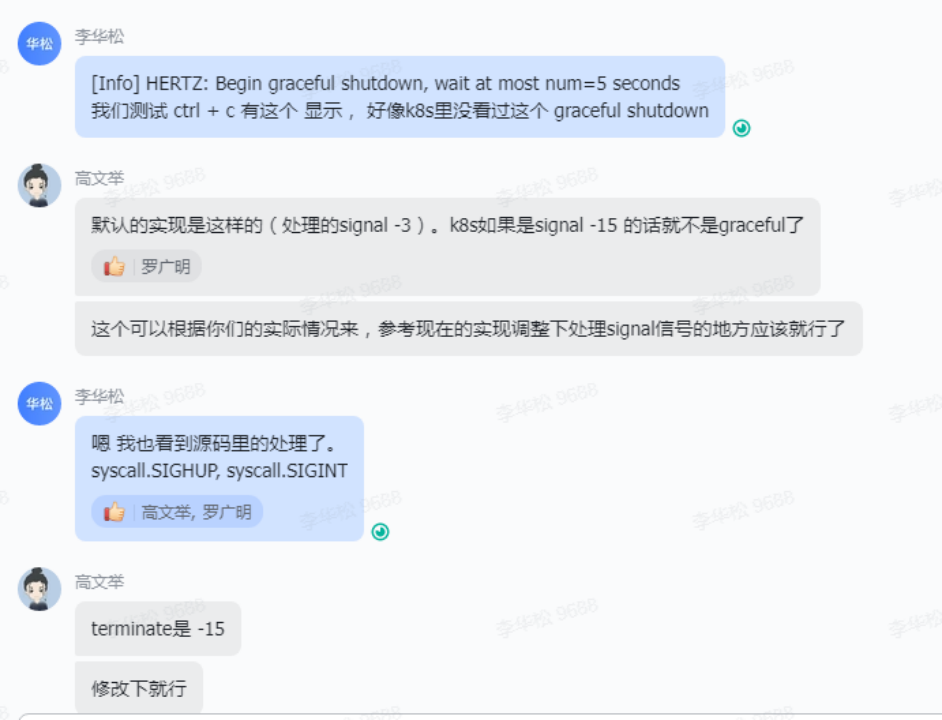 华松
李华松
[Info] HERTZ: Begin graceful shutdown, wait at most num=5 seconds
我们测试 ctrl + c 有这个 显示 ， 好像k8s里没看过这个 graceful shutdown
高文举
默认的实现是这样的（处理的signal -3）。k8s如果是signal -15 的话就不是graceful了
罗广明
这个可以根据你们的实际情况来，参考现在的实现调整下处理signal信号的地方应该就行了
华松
李华松
嗯 我也看到源码里的处理了。
syscall.SIGHUP, syscall.SIGINT
高文举, 罗广明
高文举
terminate是 -15
修改下就行
李华松 9688